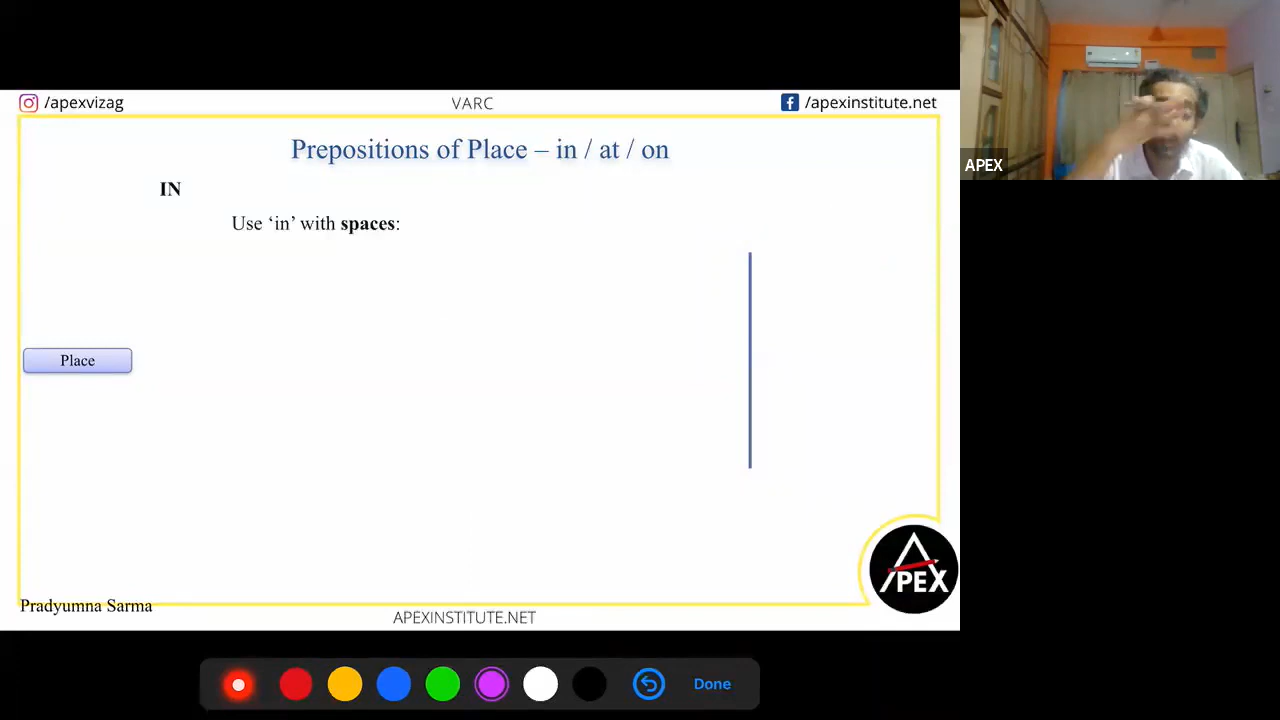 /apexvizag
VARC
/apexinstitute.net
Prepositions of Place – in / at / on
IN
Use ‘in’ with spaces:
Place
APEX
APEX
Pradyumna Sarma
APEXINSTITUTE.NET
Done